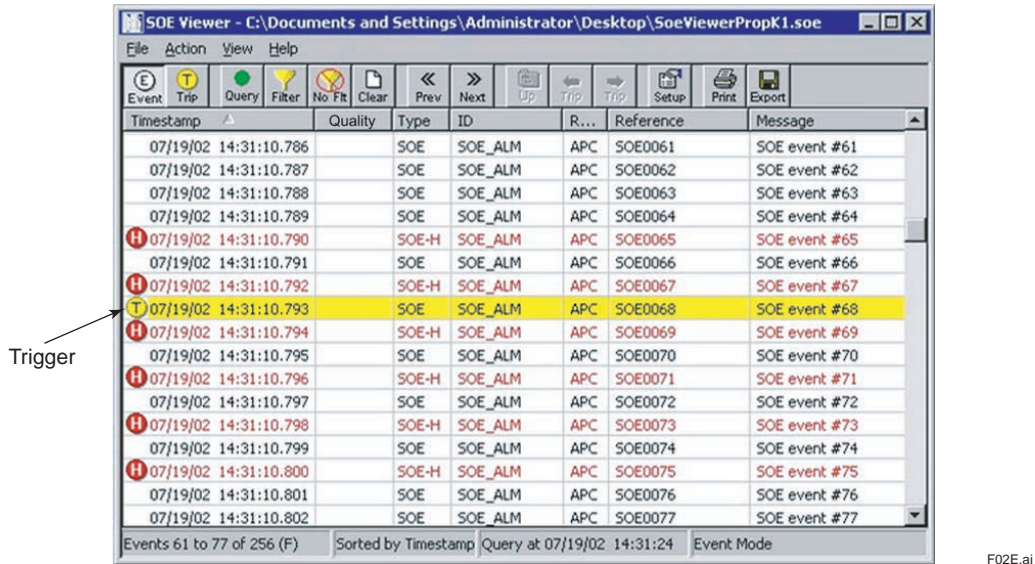 SOE Viewer - C:\Documents and Settings\Administrator\Desktop\SoeViewerPropK1.soe
File Action View Help
E T
Event Trip Query Filter No Flt Clear Prev Next Up Trip Trip Setup Print Export
Timestamp Quality Type ID R... Reference Message
07/19/02 14:31:10.786 SOE SOE_ALM APC SOE0061 SOE event #61
07/19/02 14:31:10.787 SOE SOE_ALM APC SOE0062 SOE event #62
07/19/02 14:31:10.788 SOE SOE_ALM APC SOE0063 SOE event #63
07/19/02 14:31:10.789 SOE SOE_ALM APC SOE0064 SOE event #64
H 07/19/02 14:31:10.790 SOE-H SOE_ALM APC SOE0065 SOE event #65
07/19/02 14:31:10.791 SOE SOE_ALM APC SOE0066 SOE event #66
H 07/19/02 14:31:10.792 SOE-H SOE_ALM APC SOE0067 SOE event #67
T 07/19/02 14:31:10.793 SOE SOE_ALM APC SOE0068 SOE event #68
H 07/19/02 14:31:10.794 SOE-H SOE_ALM APC SOE0069 SOE event #69
Trigger
07/19/02 14:31:10.795 SOE SOE_ALM APC SOE0070 SOE event #70
H 07/19/02 14:31:10.796 SOE-H SOE_ALM APC SOE0071 SOE event #71
07/19/02 14:31:10.797 SOE SOE_ALM APC SOE0072 SOE event #72
H 07/19/02 14:31:10.798 SOE-H SOE_ALM APC SOE0073 SOE event #73
07/19/02 14:31:10.799 SOE SOE_ALM APC SOE0074 SOE event #74
H 07/19/02 14:31:10.800 SOE-H SOE_ALM APC SOE0075 SOE event #75
07/19/02 14:31:10.801 SOE SOE_ALM APC SOE0076 SOE event #76
07/19/02 14:31:10.802 SOE SOE_ALM APC SOE0077 SOE event #77
Events 61 to 77 of 256 (F) Sorted by Timestamp Query at 07/19/02 14:31:24 Event Mode
F02E.ai